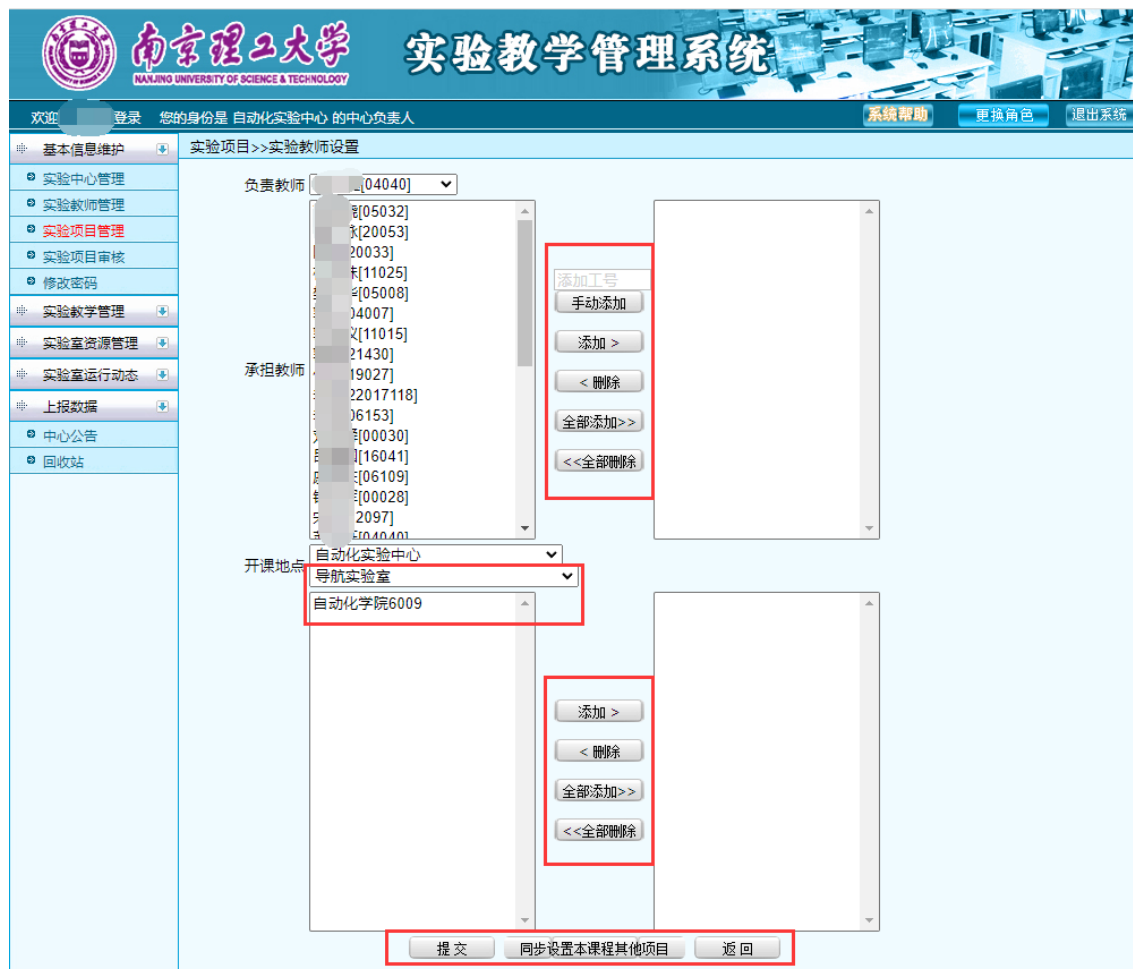 南京理工大学
NANJING UNIVERSITY OF SCIENCE & TECHNOLOGY
实验教学管理系统
欢迎 登录 您的身份是 自动化实验中心 的中心负责人
系统帮助 更换角色 退出系统
基本信息维护
实验中心管理
实验教师管理
实验项目管理
实验项目审核
修改密码
实验教学管理
实验室资源管理
实验室运行动态
上报数据
中心公告
回收站
实验项目>>实验教师设置
负责教师 [04040]
承担教师
[05032]
[20053]
20033]
[11025]
[05008]
04007]
[11015]
21430]
19027]
22017118]
06153]
[00030]
[16041]
[06109]
[00028]
2097]
[04040]
添加工号
手动添加
添加 >
< 删除
全部添加>>
<<全部删除
开课地点
自动化实验中心
导航实验室
自动化学院6009
添加 >
< 删除
全部添加>>
<<全部删除
提 交 同步设置本课程其他项目 返 回